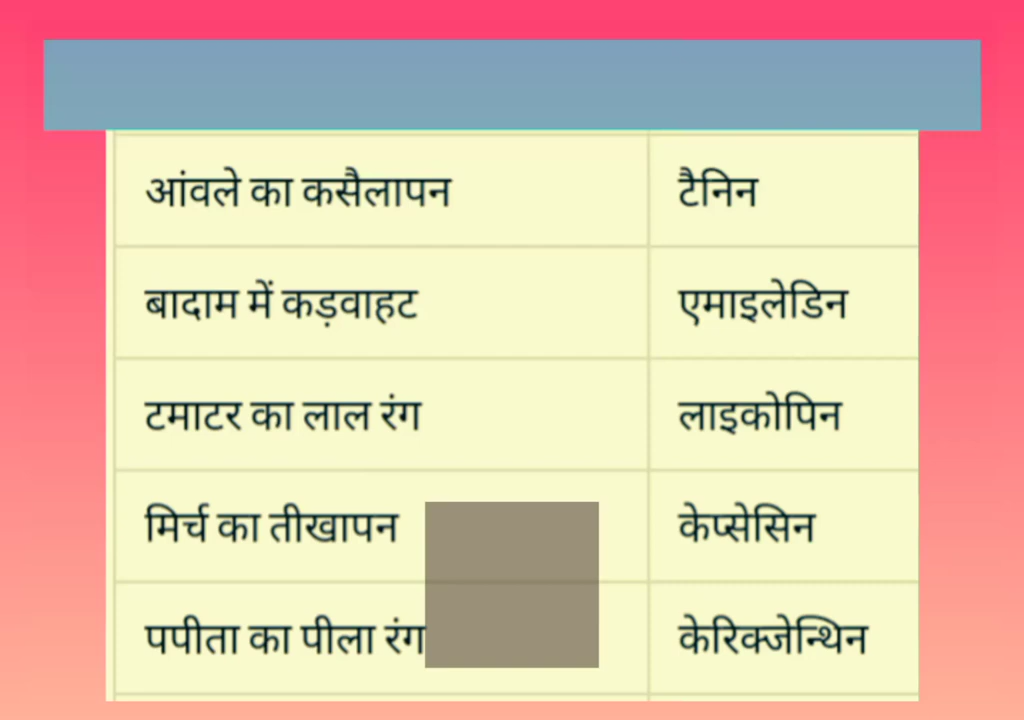 आंवले का कसैलापन टैनिन
बादाम में कड़वाहट एमाइलेडिन
टमाटर का लाल रंग लाइकोपिन
मिर्च का तीखापन केप्सेसिन
पपीता का पीला रंग केरिक्जेन्थिन